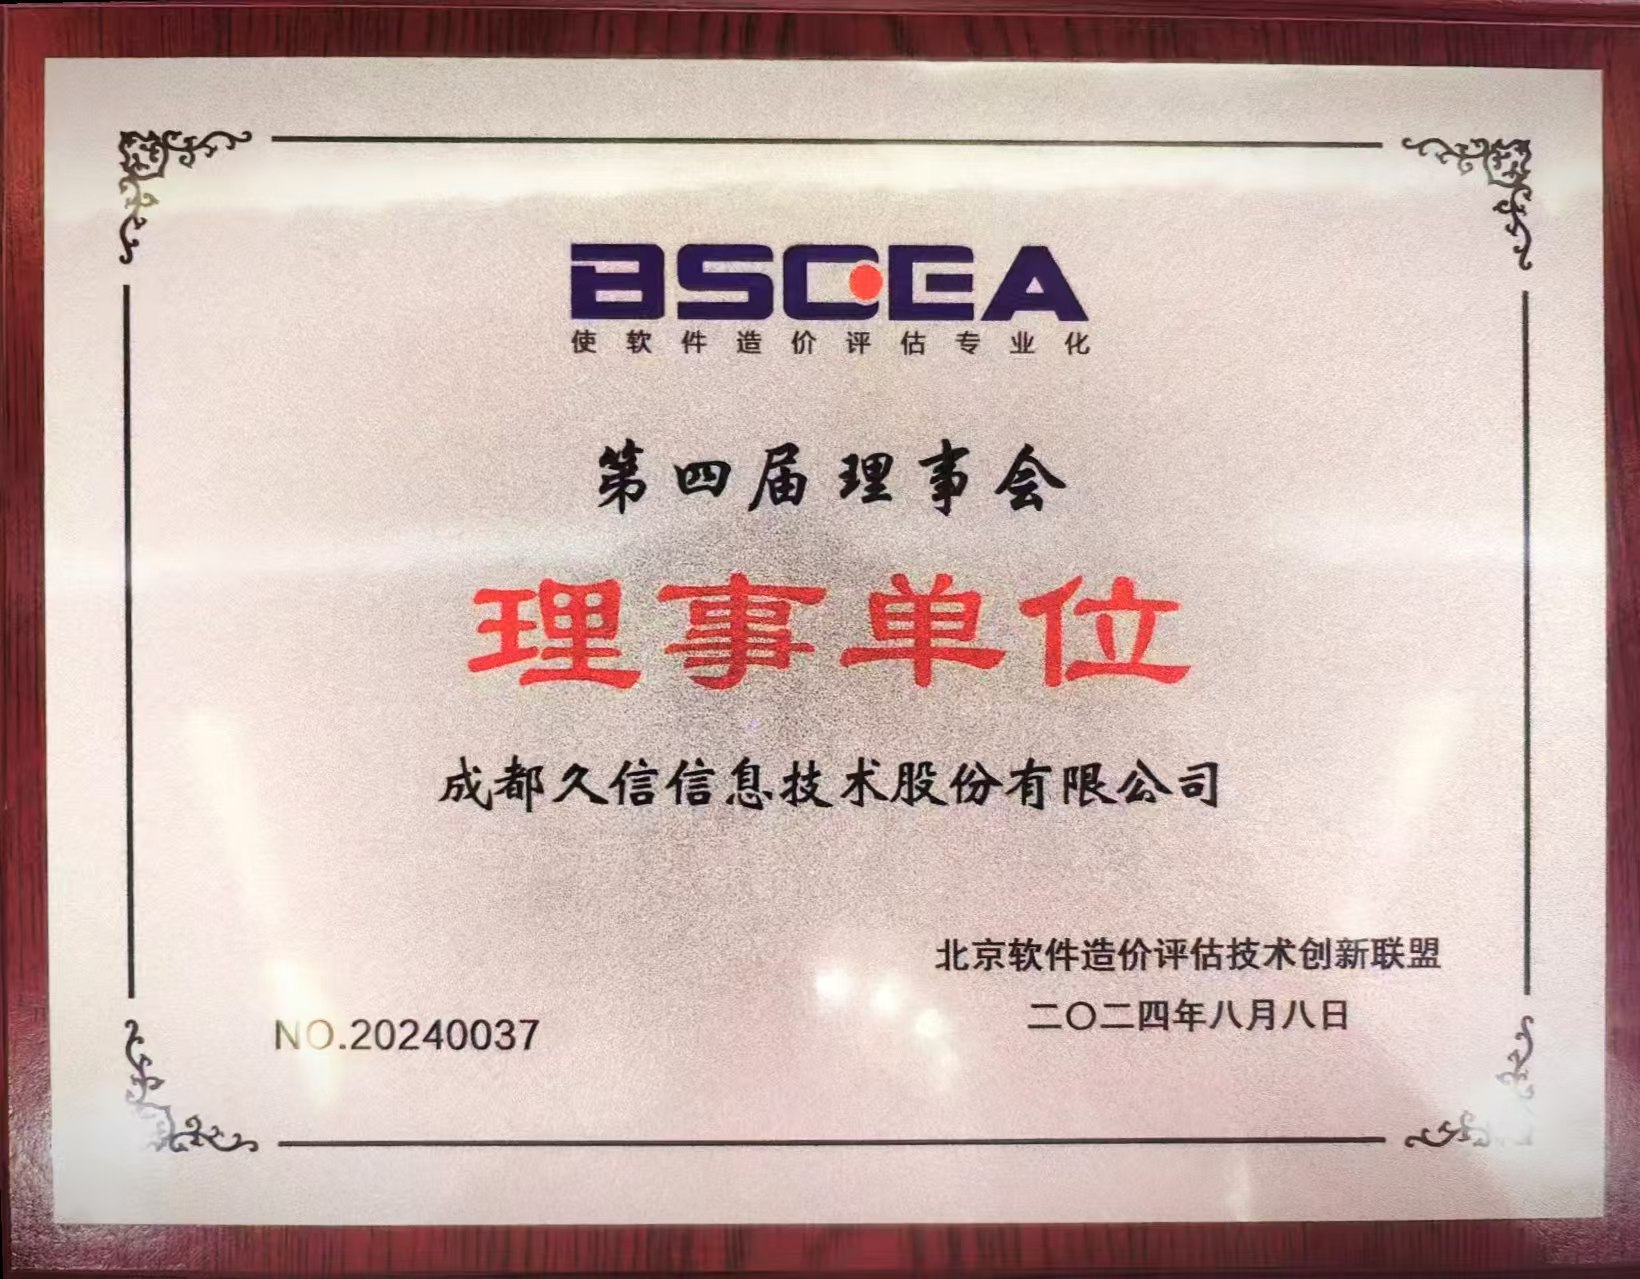 BSCEA
使软件造价评估专业化
第四届理事会
理事单位
成都久信信息技术股份有限公司
北京软件造价评估技术创新联盟
二〇二四年八月八日
NO.20240037